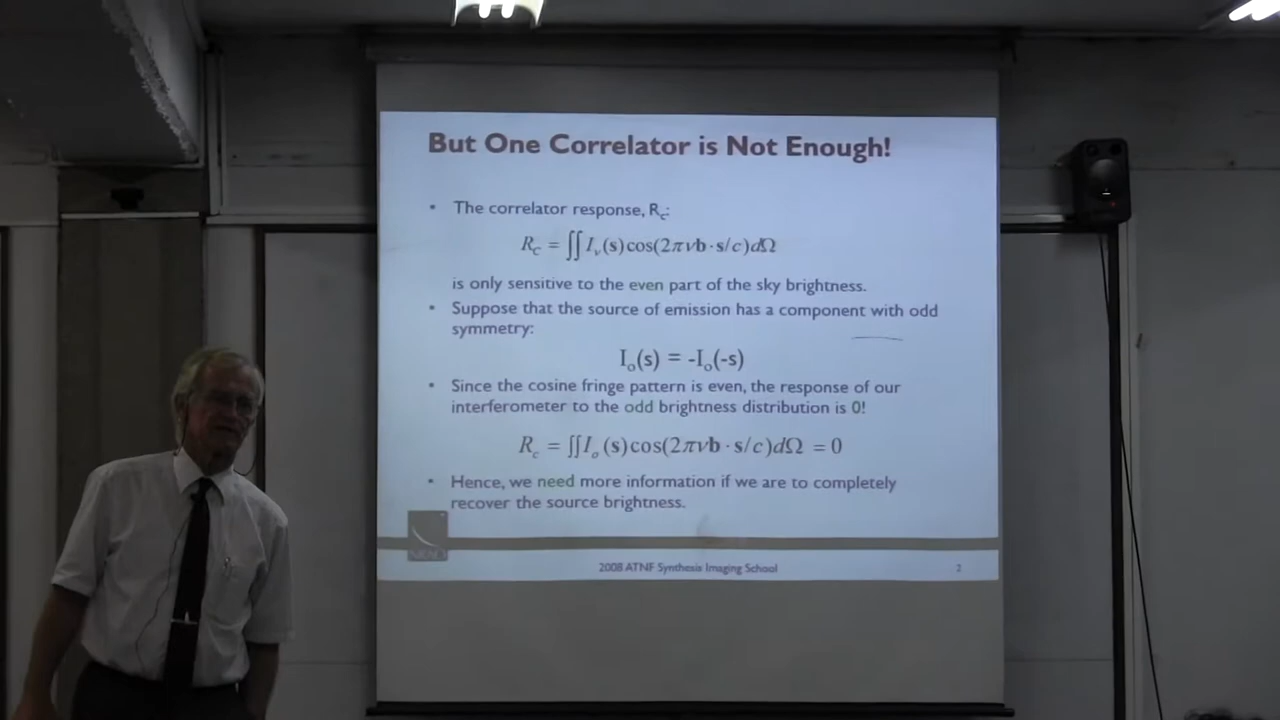 But One Correlator is Not Enough!
• The correlator response, R_c:
R_C = ∬ I_ν(s)cos(2πνb·s/c)dΩ
is only sensitive to the even part of the sky brightness.
• Suppose that the source of emission has a component with odd
symmetry:
I_o(s) = -I_o(-s)
• Since the cosine fringe pattern is even, the response of our
interferometer to the odd brightness distribution is 0!
R_c = ∬ I_o(s)cos(2πνb·s/c)dΩ = 0
• Hence, we need more information if we are to completely
recover the source brightness.
2008 ATNF Synthesis Imaging School
2